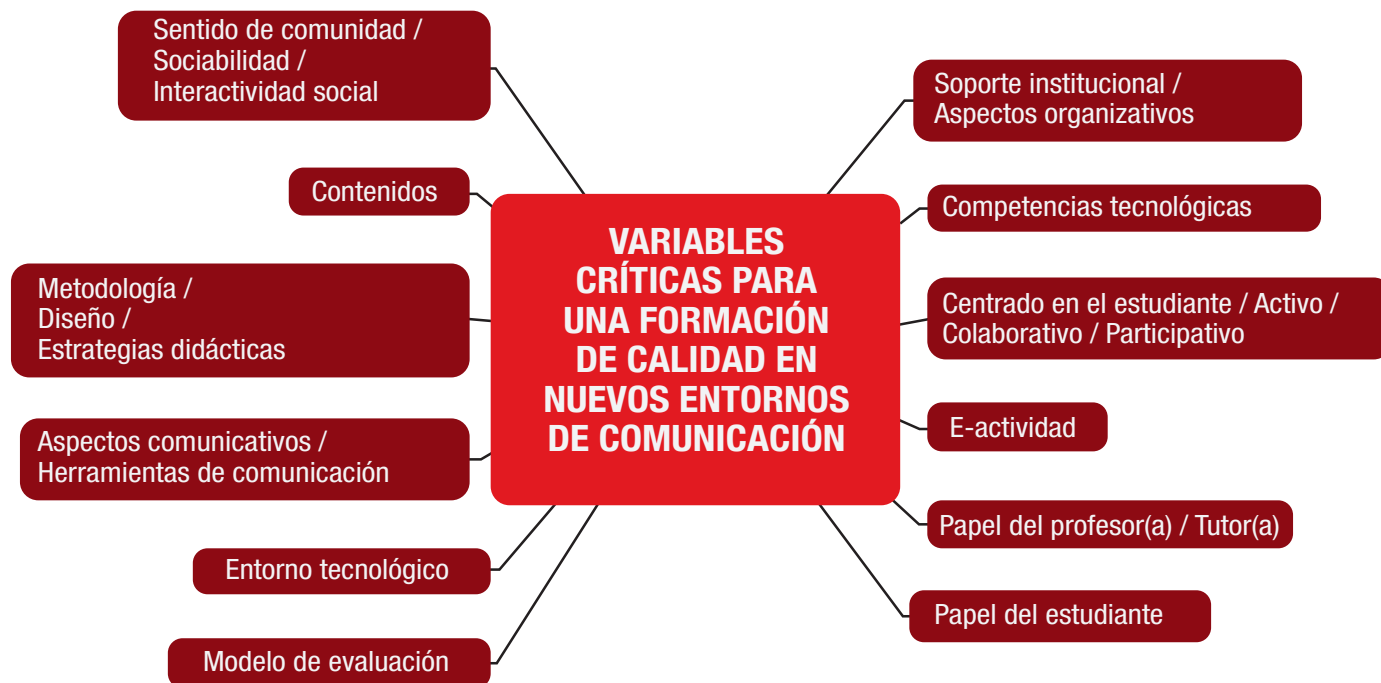 Sentido de comunidad /
Sociabilidad /
Interactividad social
Contenidos
Metodología /
Diseño /
Estrategias didácticas
Aspectos comunicativos /
Herramientas de comunicación
Entorno tecnológico
Modelo de evaluación
VARIABLES
CRÍTICAS PARA
UNA FORMACIÓN
DE CALIDAD EN
NUEVOS ENTORNOS
DE COMUNICACIÓN
Soporte institucional /
Aspectos organizativos
Competencias tecnológicas
Centrado en el estudiante / Activo /
Colaborativo / Participativo
E-actividad
Papel del profesor(a) / Tutor(a)
Papel del estudiante